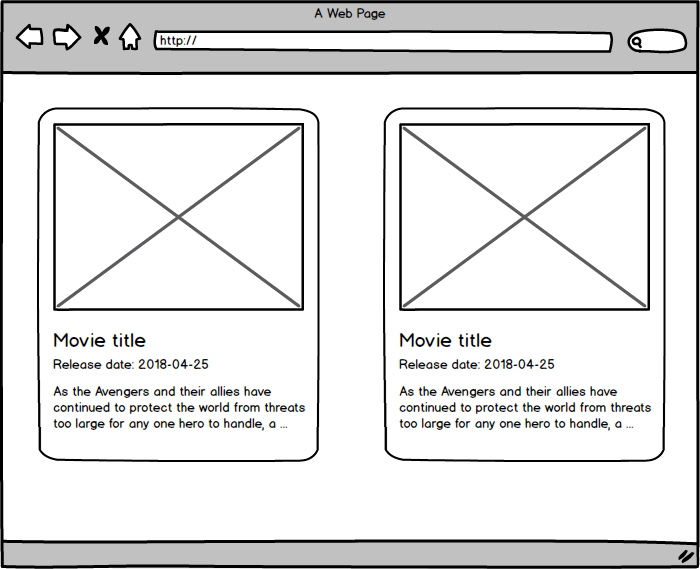 A Web Page
http://
Movie title
Release date: 2018-04-25
As the Avengers and their allies have
continued to protect the world from threats
too large for any one hero to handle, a ...
Movie title
Release date: 2018-04-25
As the Avengers and their allies have
continued to protect the world from threats
too large for any one hero to handle, a ...